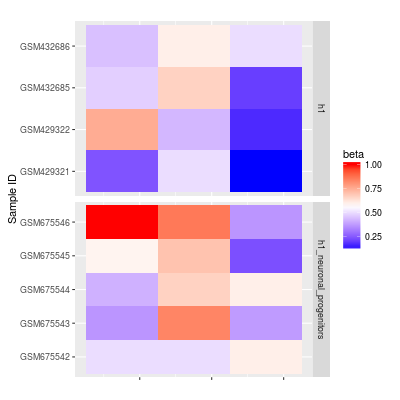 GSM432686
GSM432685
GSM429322
GSM429321
h1
GSM675546
GSM675545
GSM675544
GSM675543
GSM675542
h1_neuronal_progenitors
Sample ID
beta
1.00
0.75
0.50
0.25